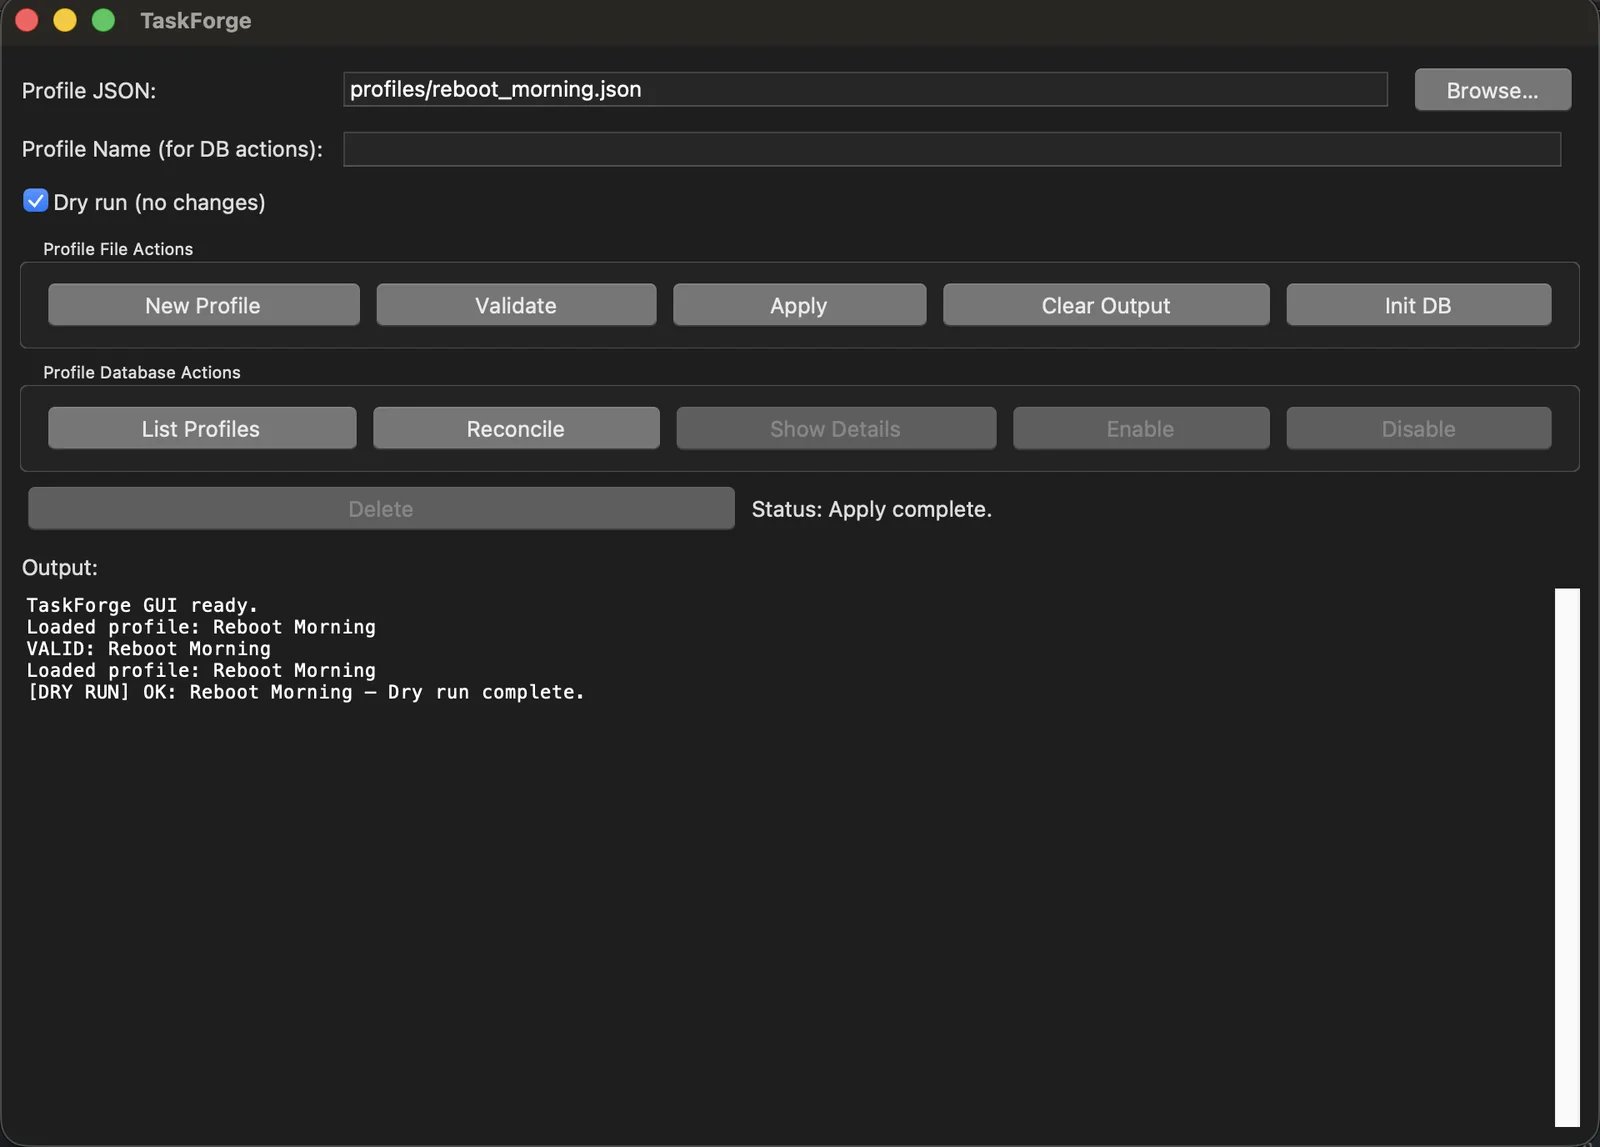 TaskForge
Profile JSON: profiles/reboot_morning.json Browse...
Profile Name (for DB actions):
Dry run (no changes)
Profile File Actions
New Profile Validate Apply Clear Output Init DB
Profile Database Actions
List Profiles Reconcile Show Details Enable Disable
Delete Status: Apply complete.
Output:
TaskForge GUI ready.
Loaded profile: Reboot Morning
VALID: Reboot Morning
Loaded profile: Reboot Morning
[DRY RUN] OK: Reboot Morning — Dry run complete.